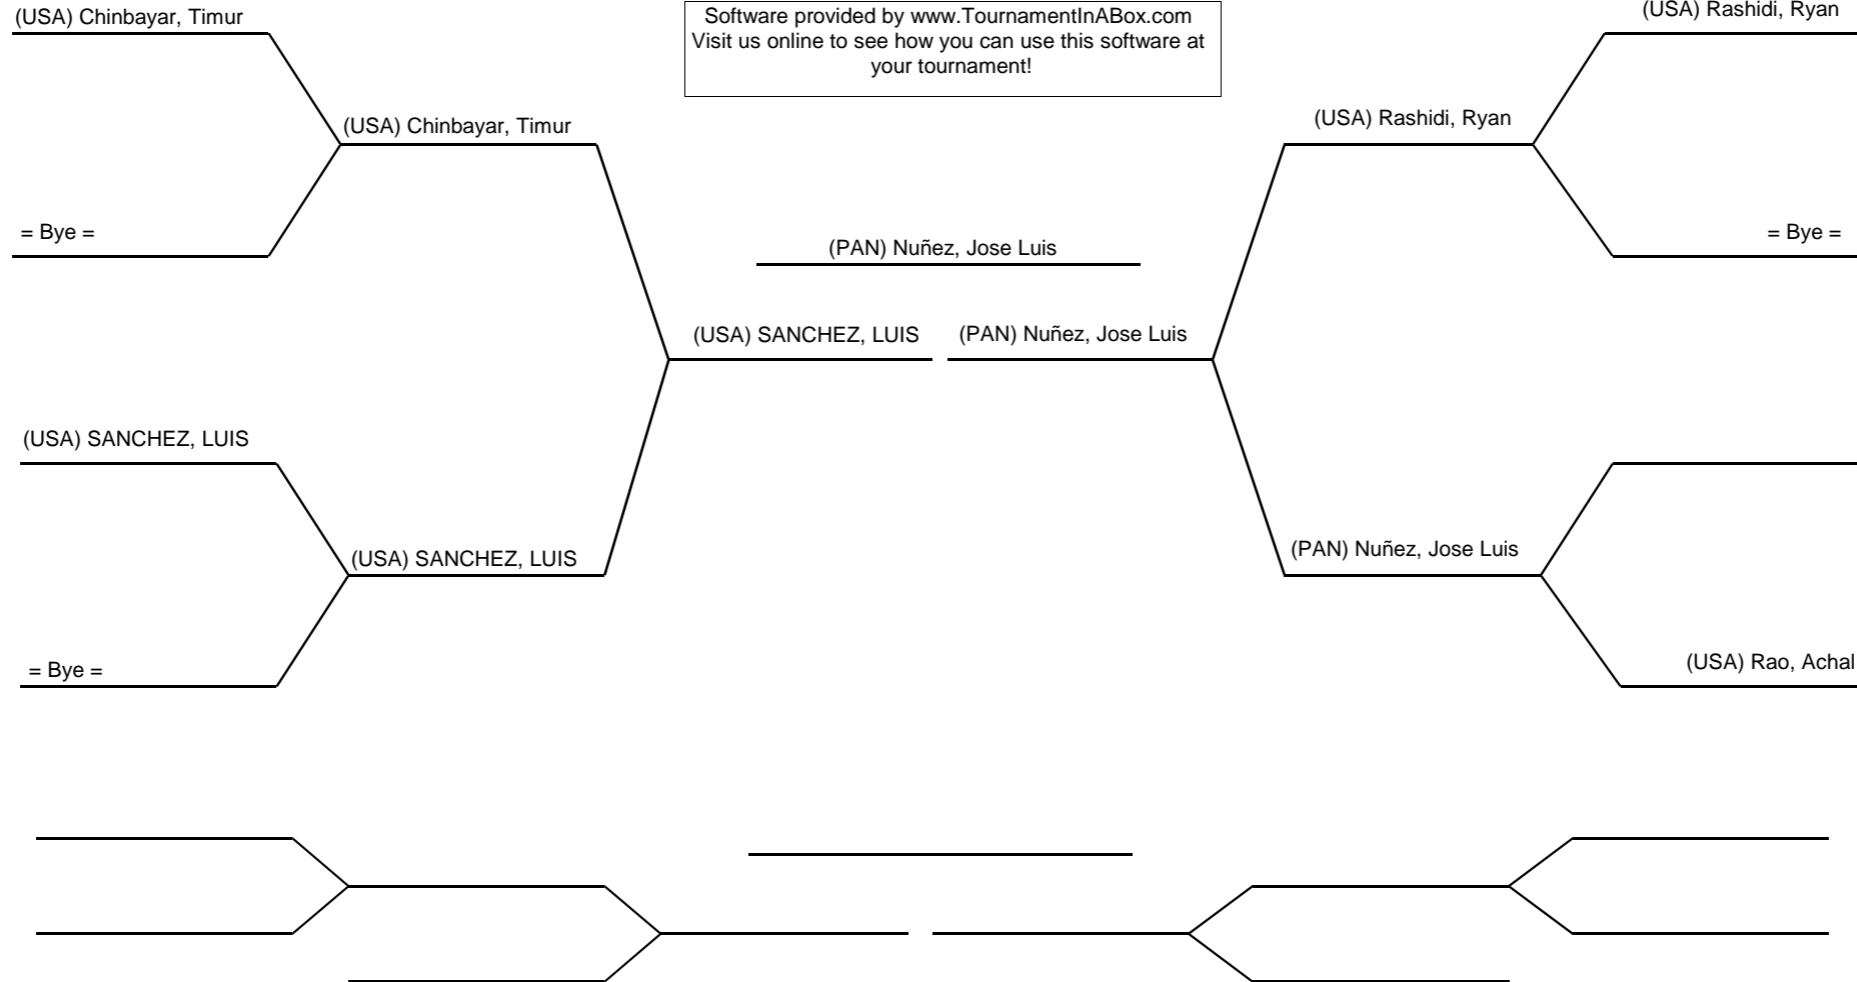 (USA) Chinbayar, Timur
Software provided by www.TournamentInABox.com
Visit us online to see how you can use this software at
your tournament!
(USA) Rashidi, Ryan
(USA) Chinbayar, Timur
(USA) Rashidi, Ryan
= Bye =
(PAN) Nuñez, Jose Luis
= Bye =
(USA) SANCHEZ, LUIS
(PAN) Nuñez, Jose Luis
(USA) SANCHEZ, LUIS
(USA) SANCHEZ, LUIS
(PAN) Nuñez, Jose Luis
= Bye =
(USA) Rao, Achal